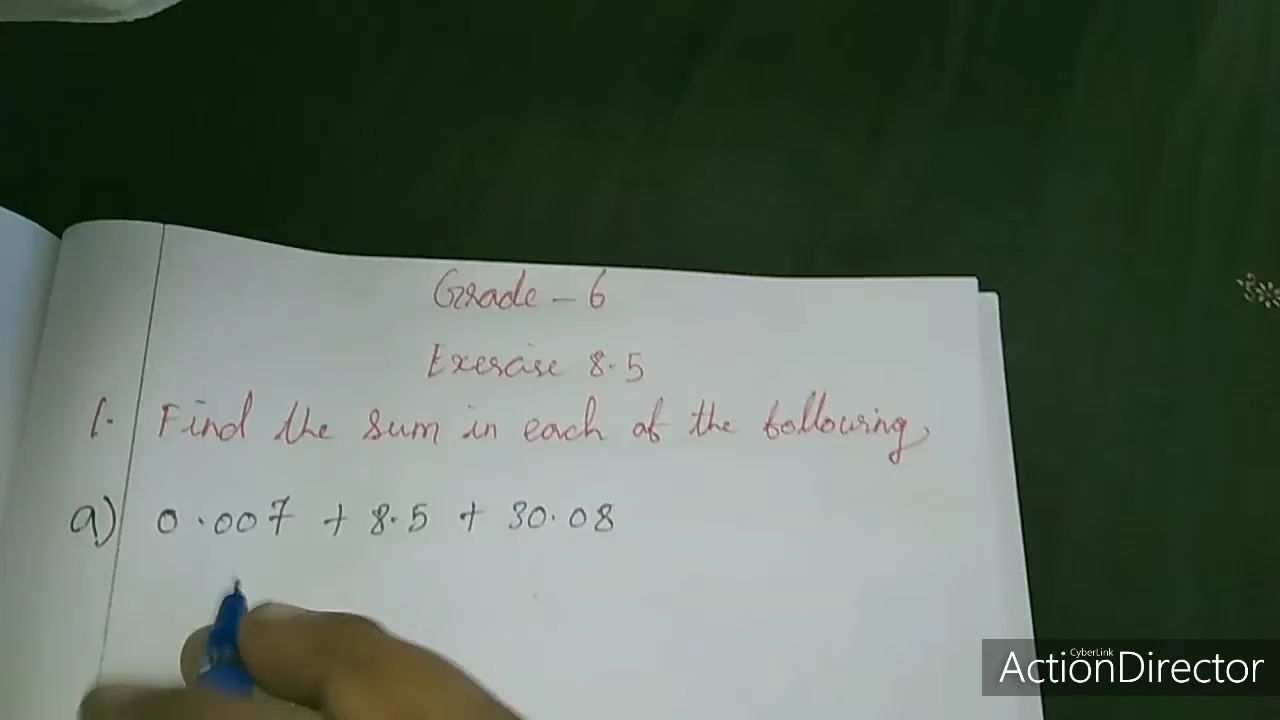 Grade - 6
Exercise 8.5
1. Find the sum in each of the following,
a) 0.007 + 8.5 + 30.08
CyberLink
ActionDirector